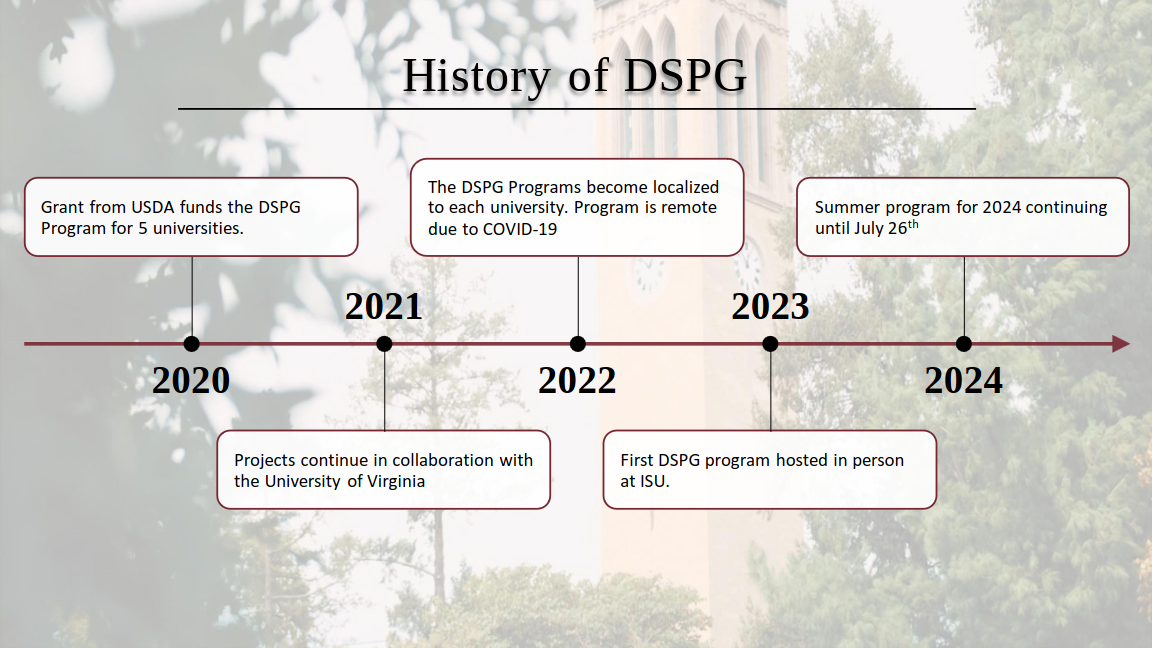 History of DSPG
Grant from USDA funds the DSPG
Program for 5 universities.
The DSPG Programs become localized
to each university. Program is remote
due to COVID-19
Summer program for 2024 continuing
until July 26th
2021
2023
2020
2022
2024
Projects continue in collaboration with
the University of Virginia
First DSPG program hosted in person
at ISU.